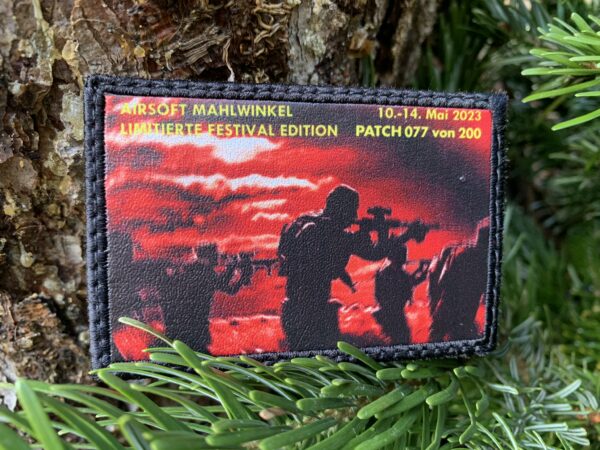 AIRSOFT MAHLWINKEL 10.-14. Mai 2023
LIMITIERTE FESTIVAL EDITION PATCH 077 von 200